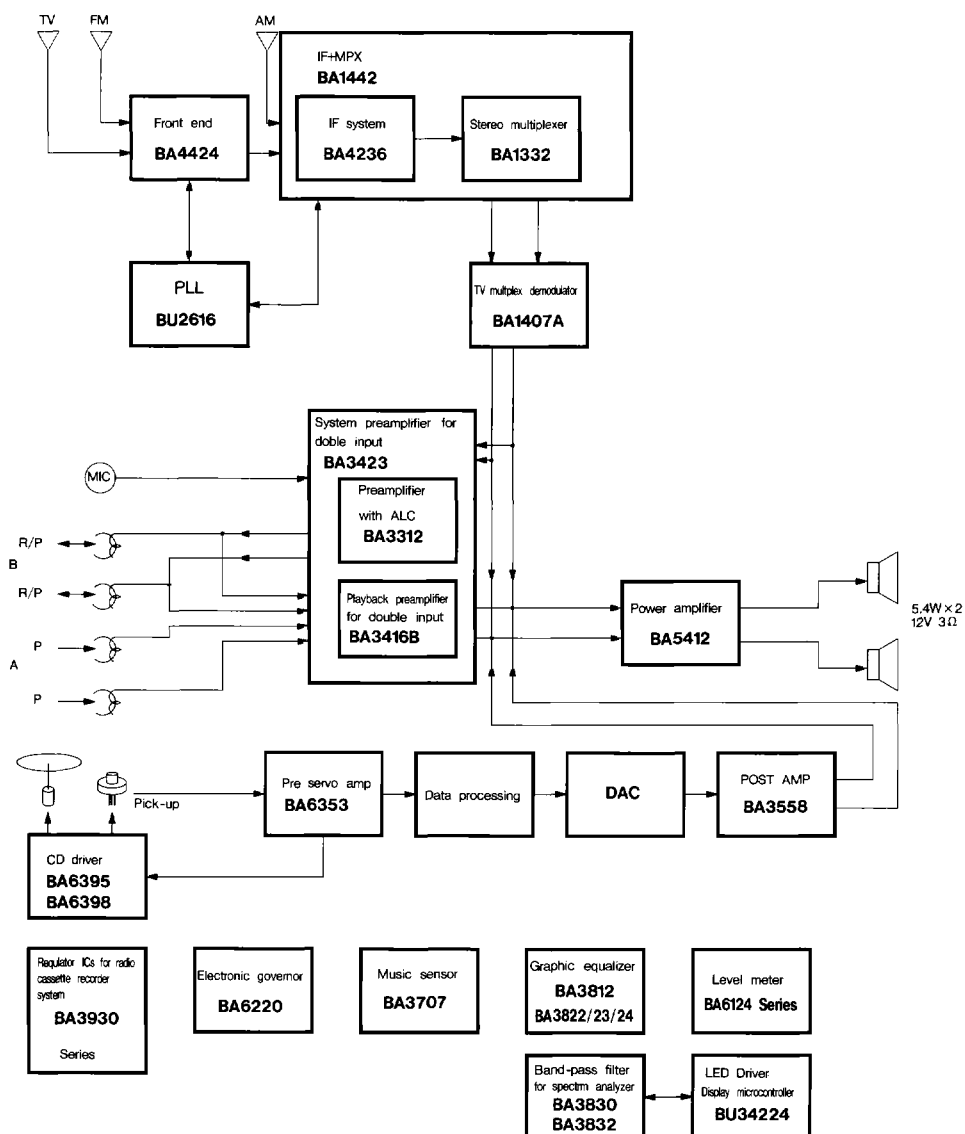 TV
FM
AM
IF+MPX
BA1442
Front end
BA4424
IF system
BA4236
Stereo multiplexer
BA1332
PLL
BU2616
TV multplex demodulator
BA1407A
System preamplifier for
doble input
BA3423
MIC
Preamplifier
with ALC
BA3312
R/P
B
R/P
Playback preamplifier
for double input
BA3416B
P
A
P
Power amplifier
BA5412
5.4W×2
12V 3Ω
Pick-up
Pre servo amp
BA6353
Data processing
DAC
POST AMP
BA3558
CD driver
BA6395
BA6398
Regulator ICs for radio
cassette recorder
system
BA3930
Series
Electronic governor
BA6220
Music sensor
BA3707
Graphic equalizer
BA3812
BA3822/23/24
Level meter
BA6124 Series
Band-pass filter
for spectrm analyzer
BA3830
BA3832
LED Driver
Display microcontroller
BU34224